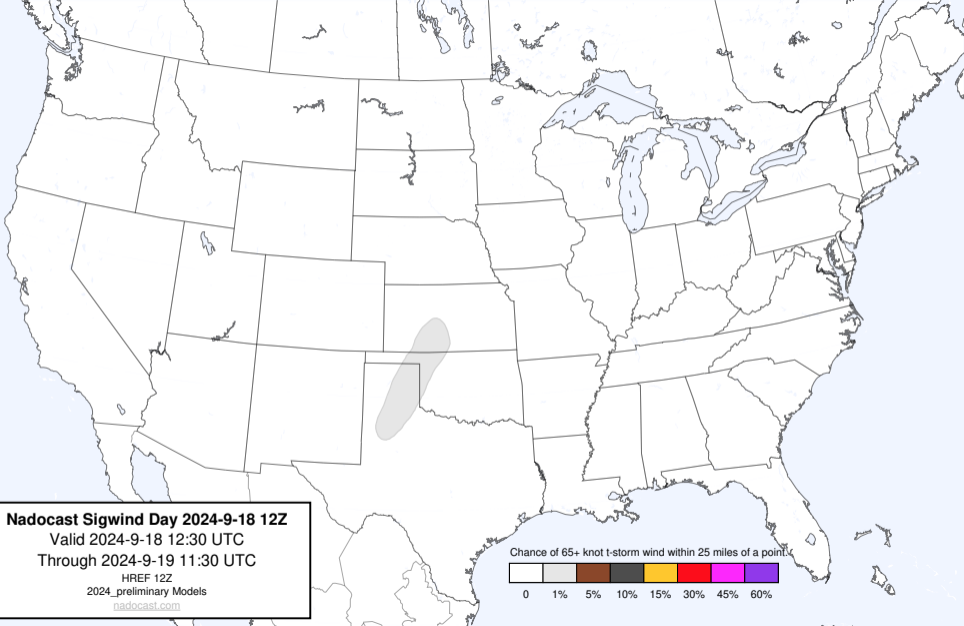 Nadocast Sigwind Day 2024-9-18 12Z
Valid 2024-9-18 12:30 UTC
Through 2024-9-19 11:30 UTC
HREF 12Z
2024_preliminary Models
nadocast.com
Chance of 65+ knot t-storm wind within 25 miles of a point.
0 1% 5% 10% 15% 30% 45% 60%